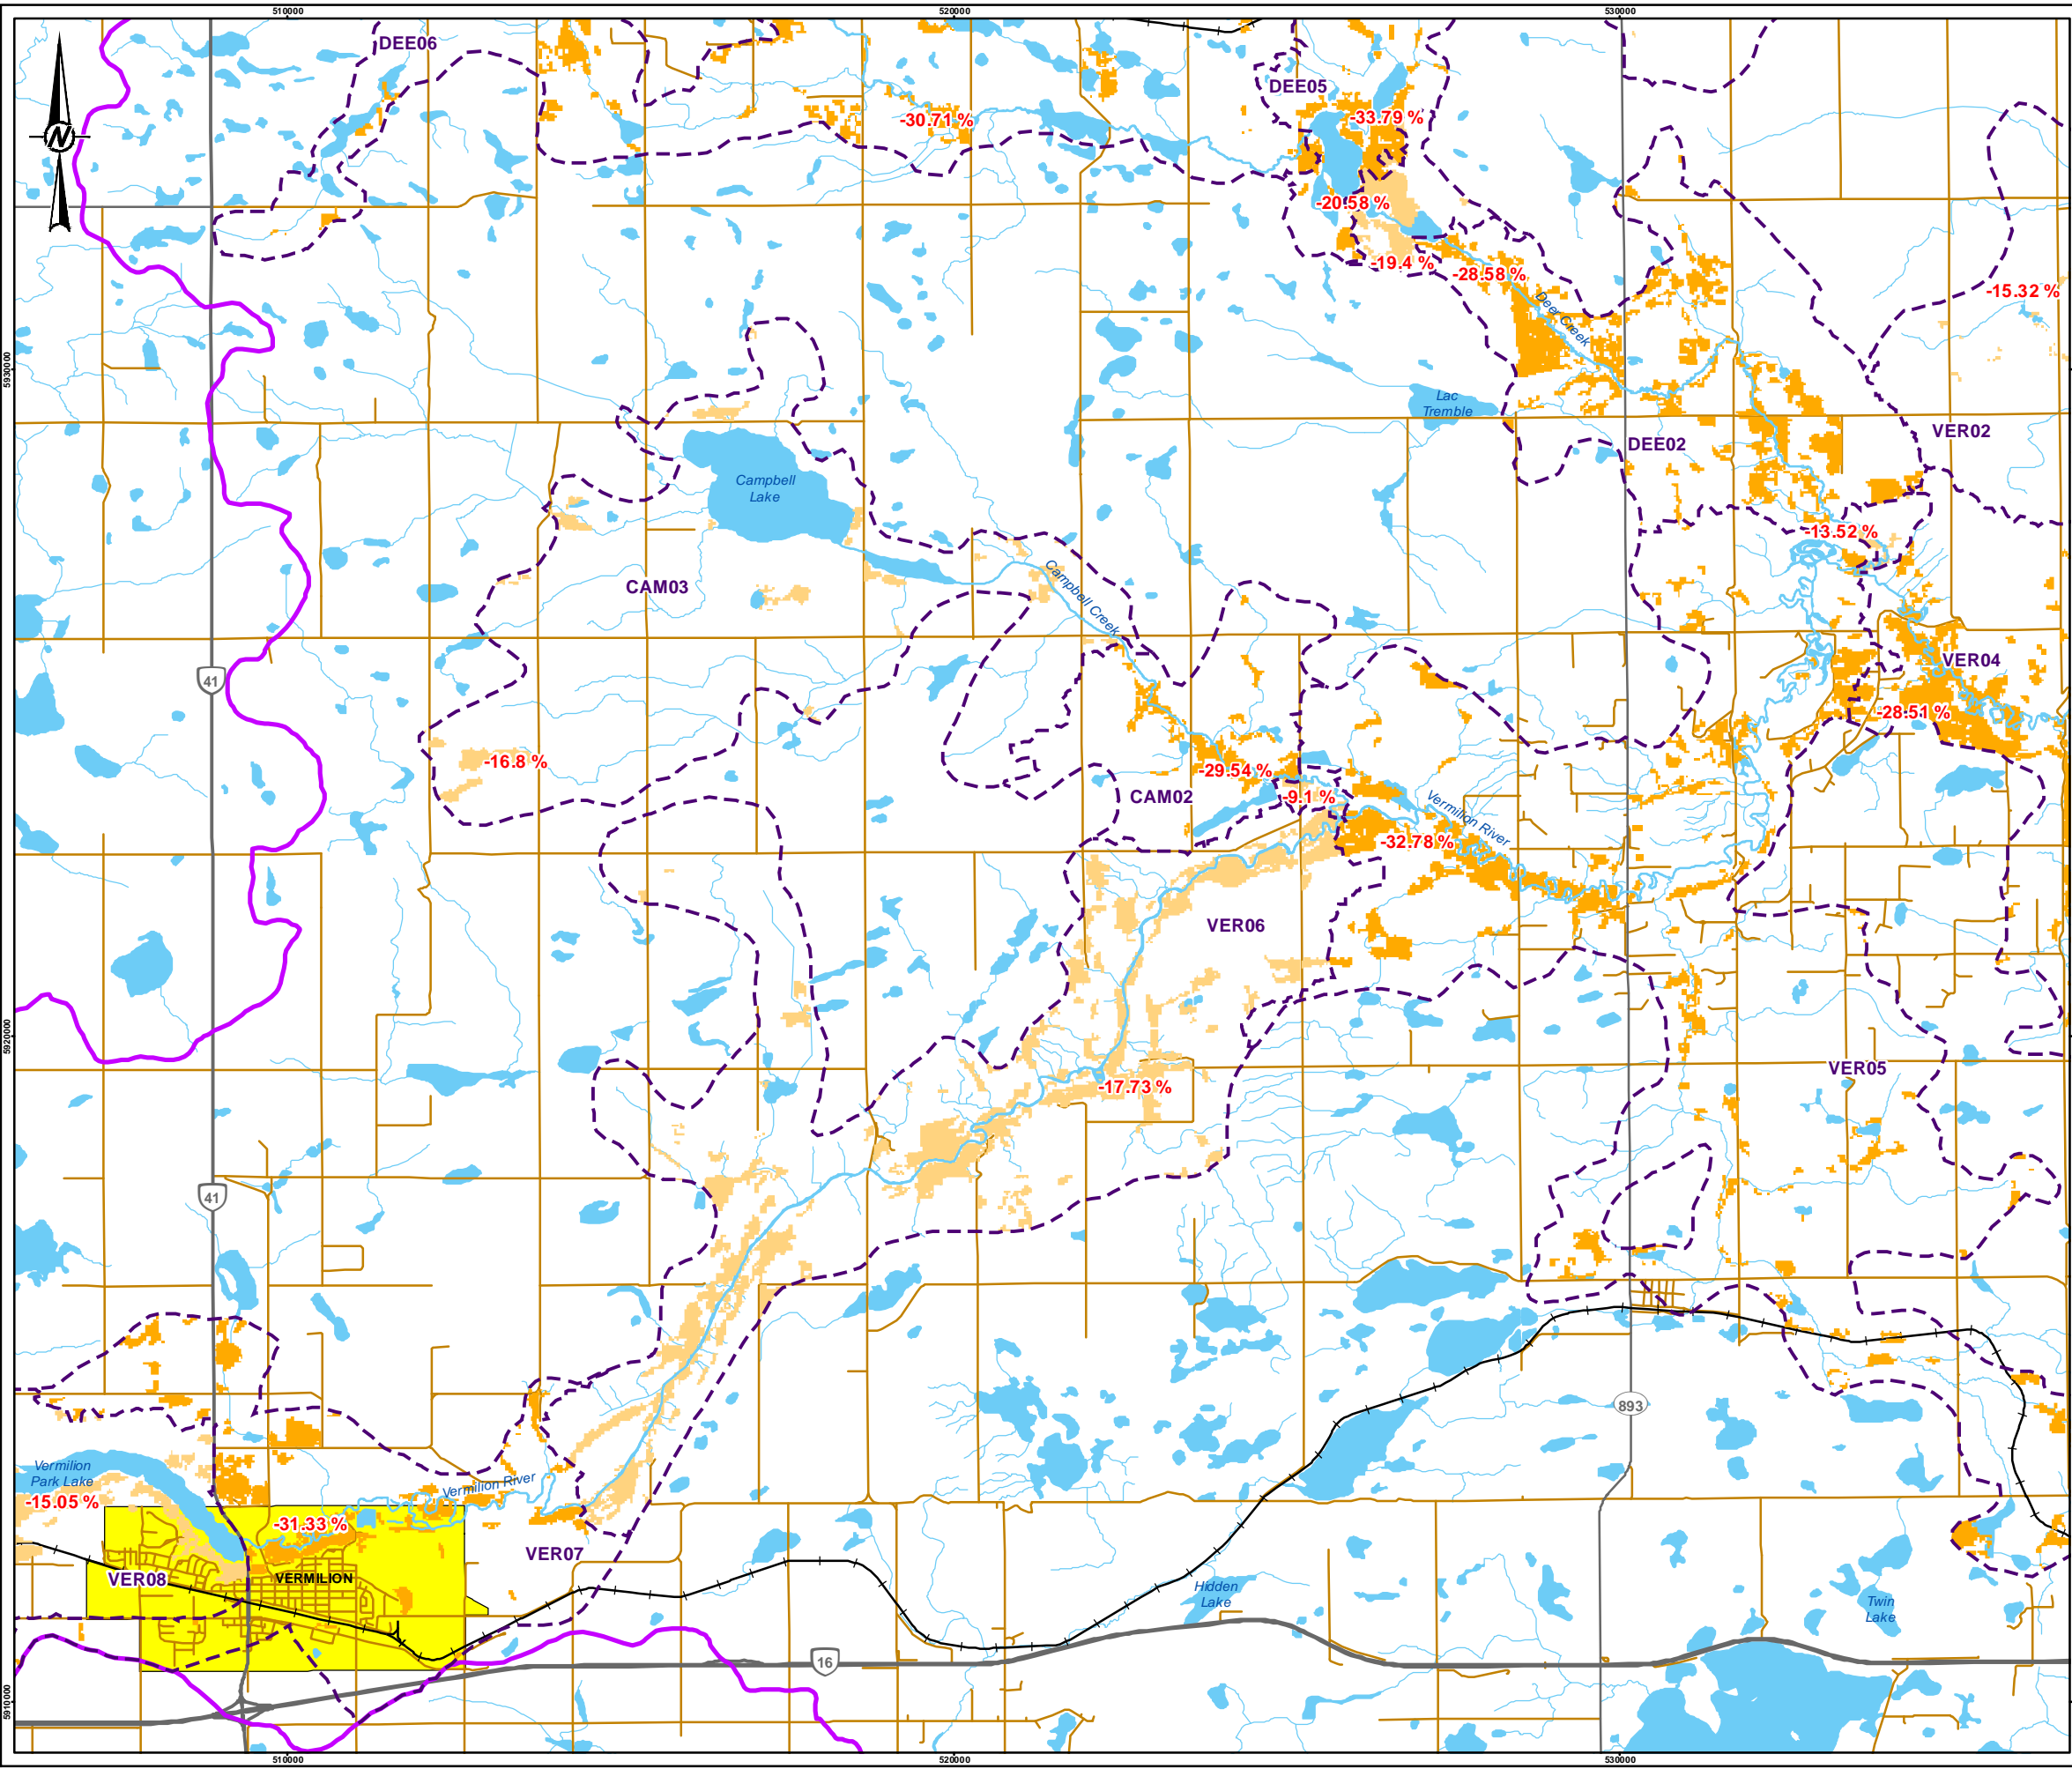 510000
520000
530000
DEE06
N
DEE05
-30.71 %
-33.79 %
-20.58 %
-19.4 %
-28.58 %
-15.32 %
Deer Creek
5930000
Lac
Tremble
DEE02
VER02
Campbell
Lake
-13.52 %
Campbell Creek
CAM03
41
VER04
-28.51 %
-16.8 %
-29.54 %
CAM02
-9.1 %
Vermilion River
-32.78 %
VER06
5920000
VER05
-17.73 %
41
893
Vermilion
Park Lake
-15.05 %
Vermilion River
-31.33 %
VER07
VER08
VERMILION
Hidden
Lake
Twin
Lake
16
5910000
510000
520000
530000